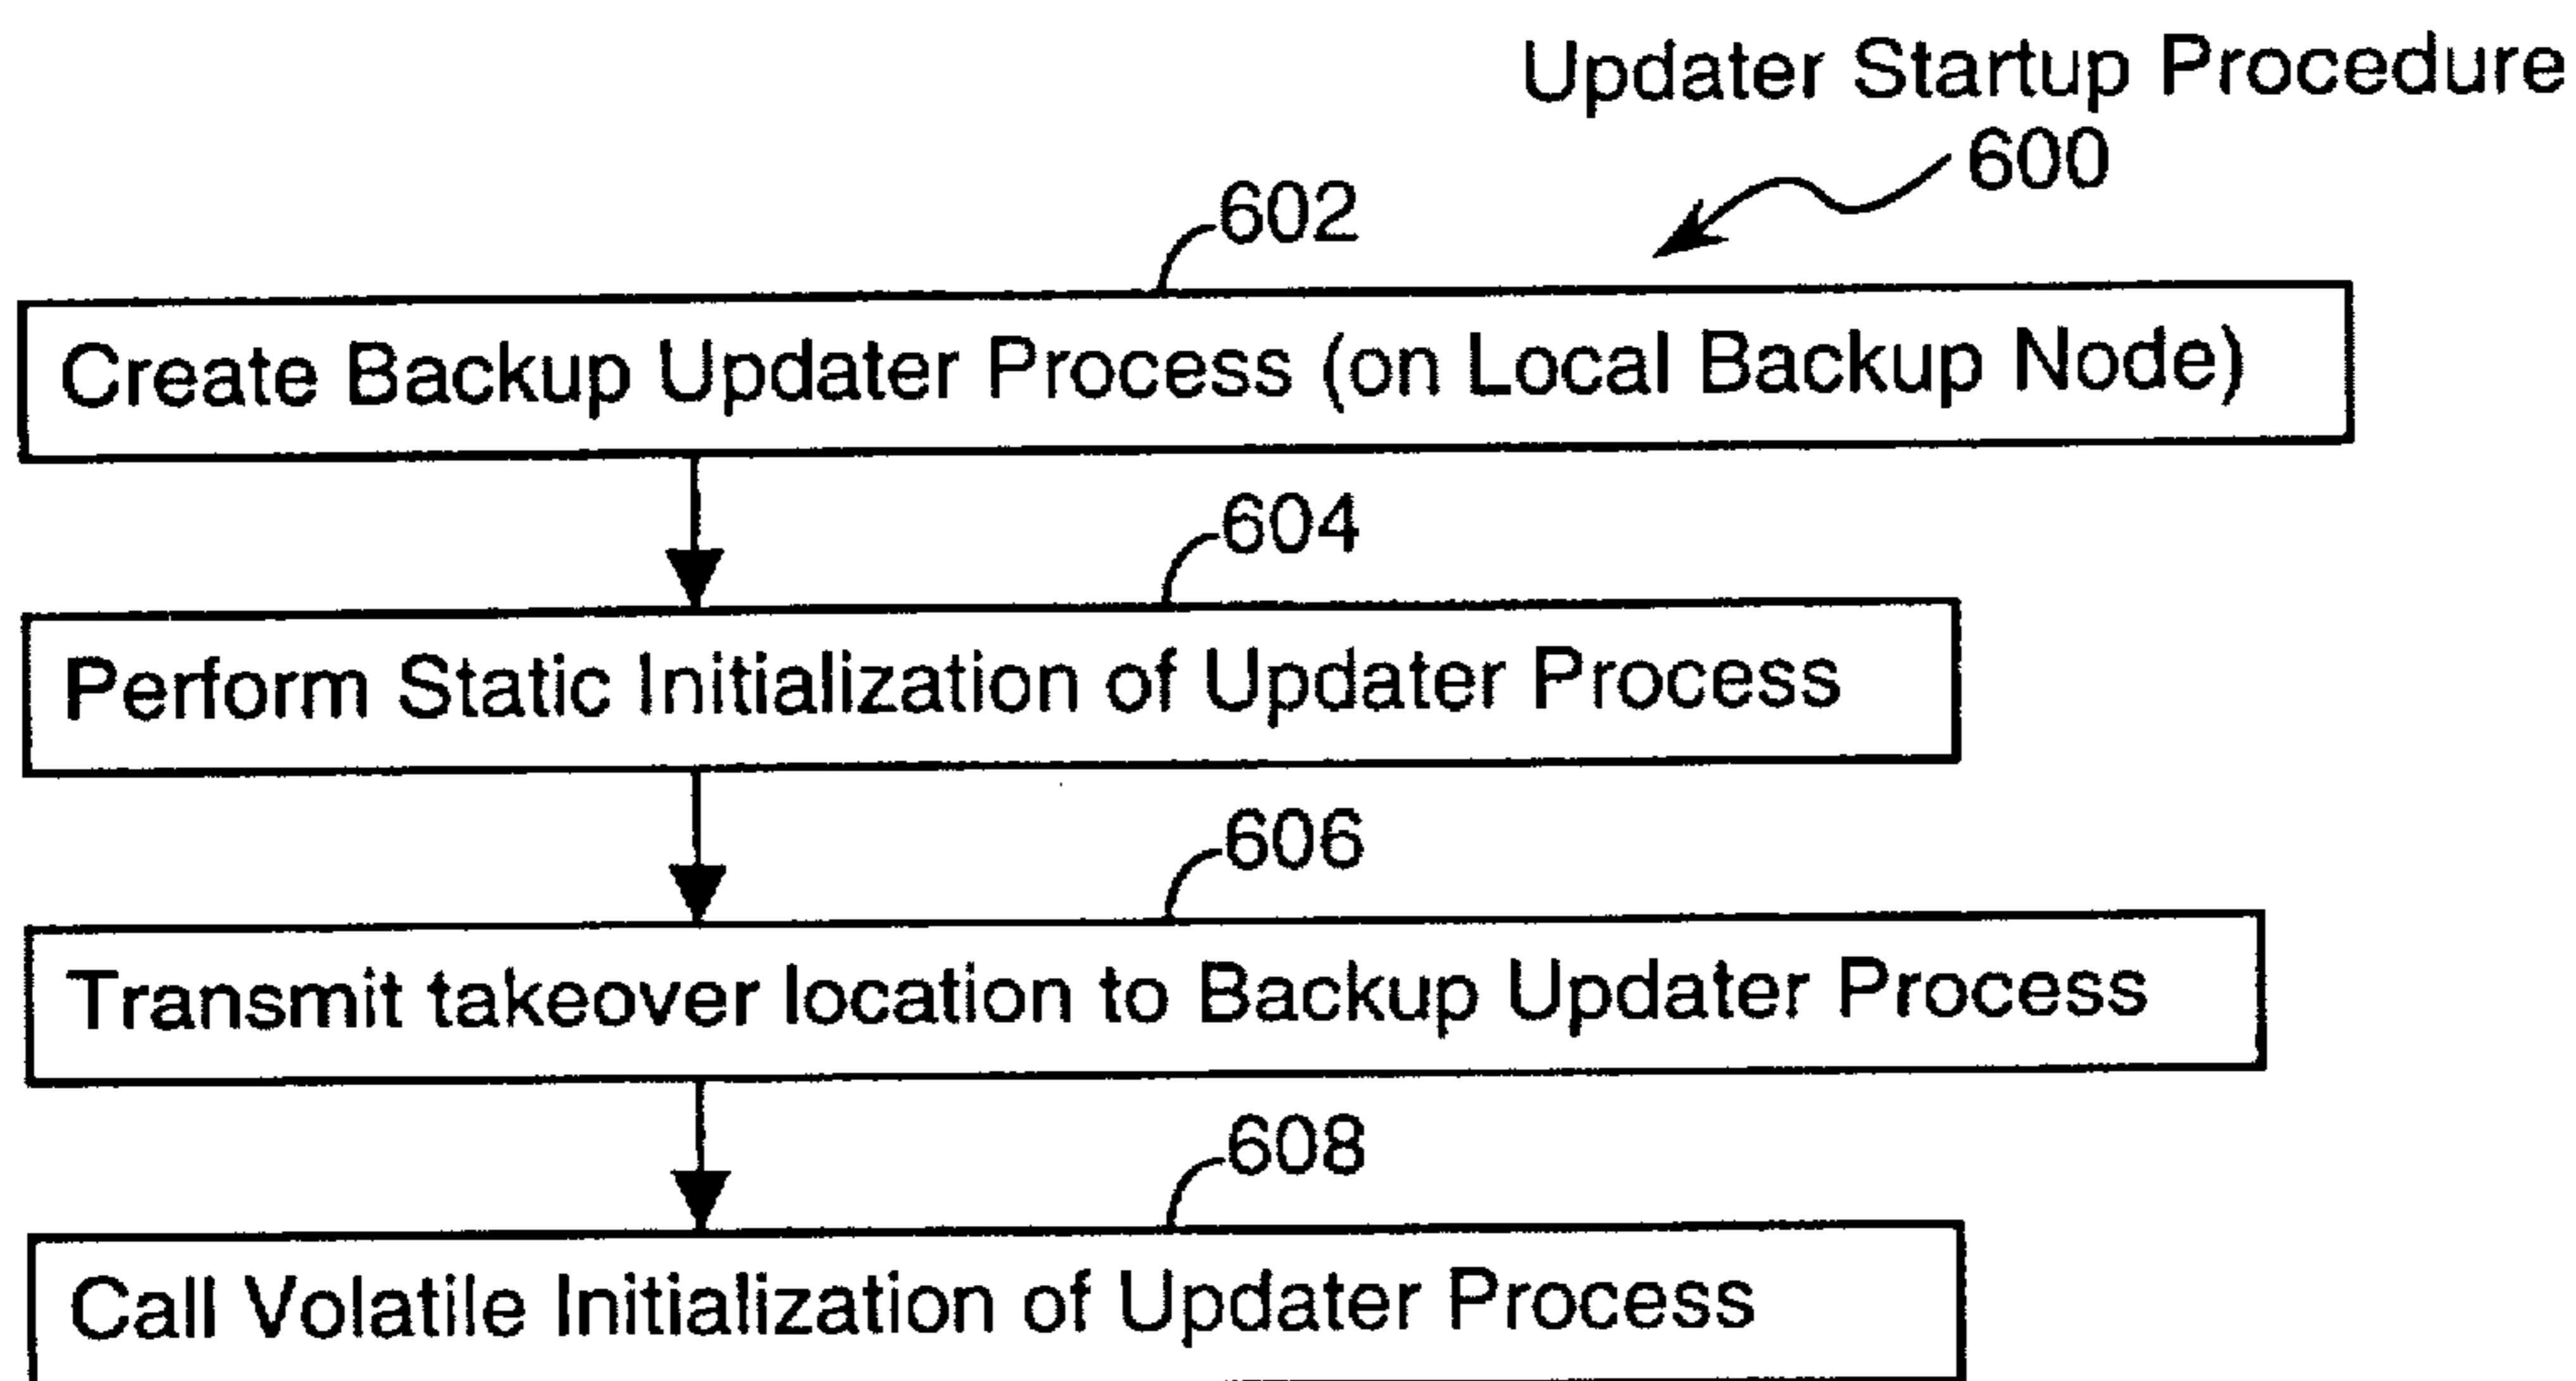 Updater Startup Procedure
600
602
Create Backup Updater Process (on Local Backup Node)
604
Perform Static Initialization of Updater Process
606
Transmit takeover location to Backup Updater Process
608
Call Volatile Initialization of Updater Process